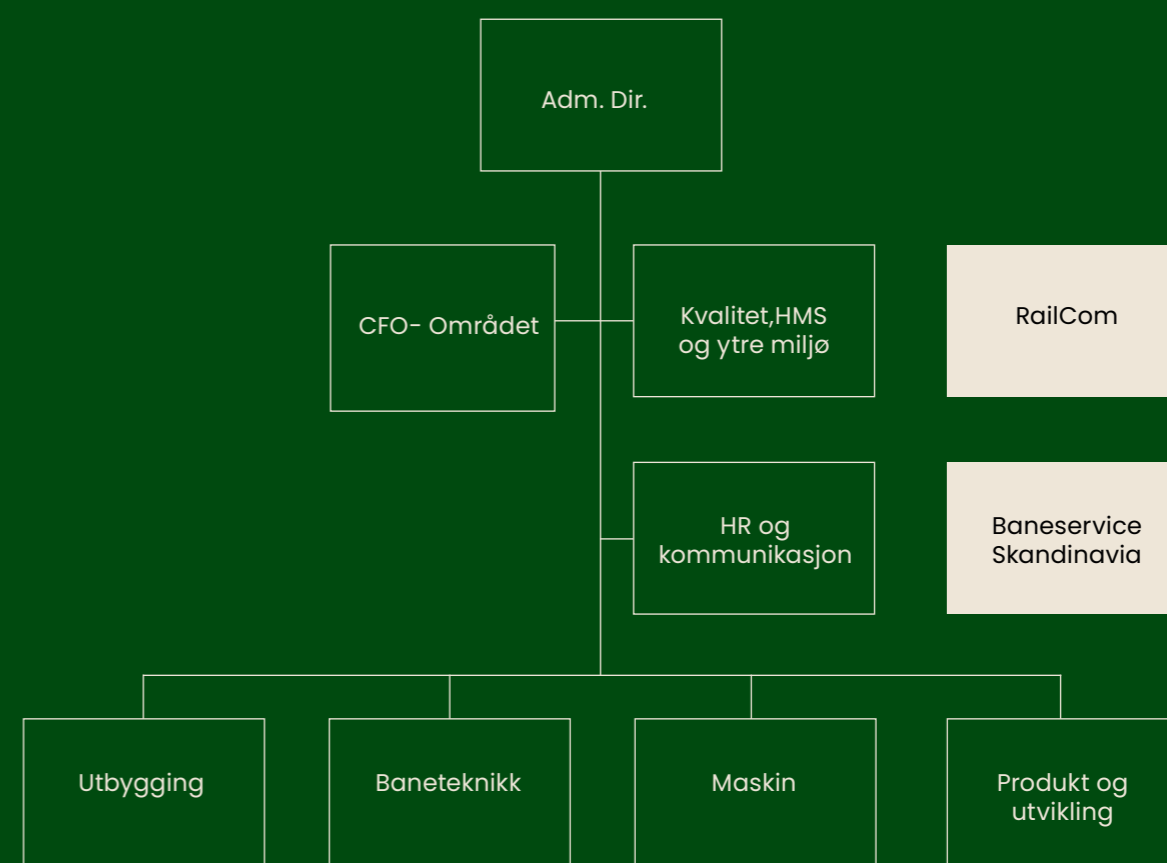 Adm. Dir.
CFO- Området
Kvalitet,HMS
og ytre miljø
RailCom
HR og
kommunikasjon
Baneservice
Skandinavia
Utbygging
Baneteknikk
Maskin
Produkt og
utvikling